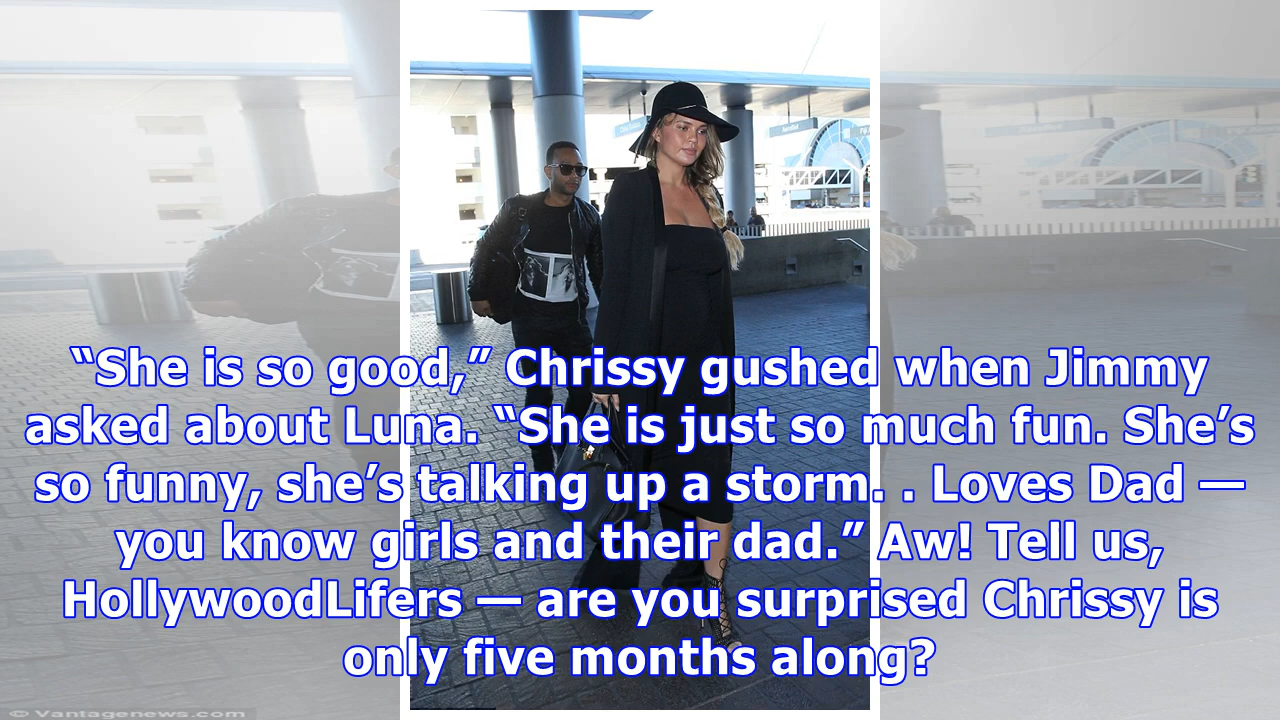 “She is so good,” Chrissy gushed when Jimmy
asked about Luna. “She is just so much fun. She’s
so funny, she’s talking up a storm. . Loves Dad —
you know girls and their dad.” Aw! Tell us,
HollywoodLifers — are you surprised Chrissy is
only five months along?
© Vantagenews.com